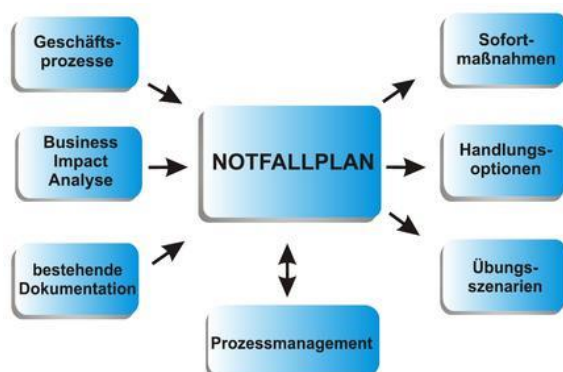 Geschäfts-
prozesse
Business
Impact
Analyse
bestehende
Dokumentation
NOTFALLPLAN
Prozessmanagement
Sofort-
maßnahmen
Handlungs-
optionen
Übungs-
szenarien